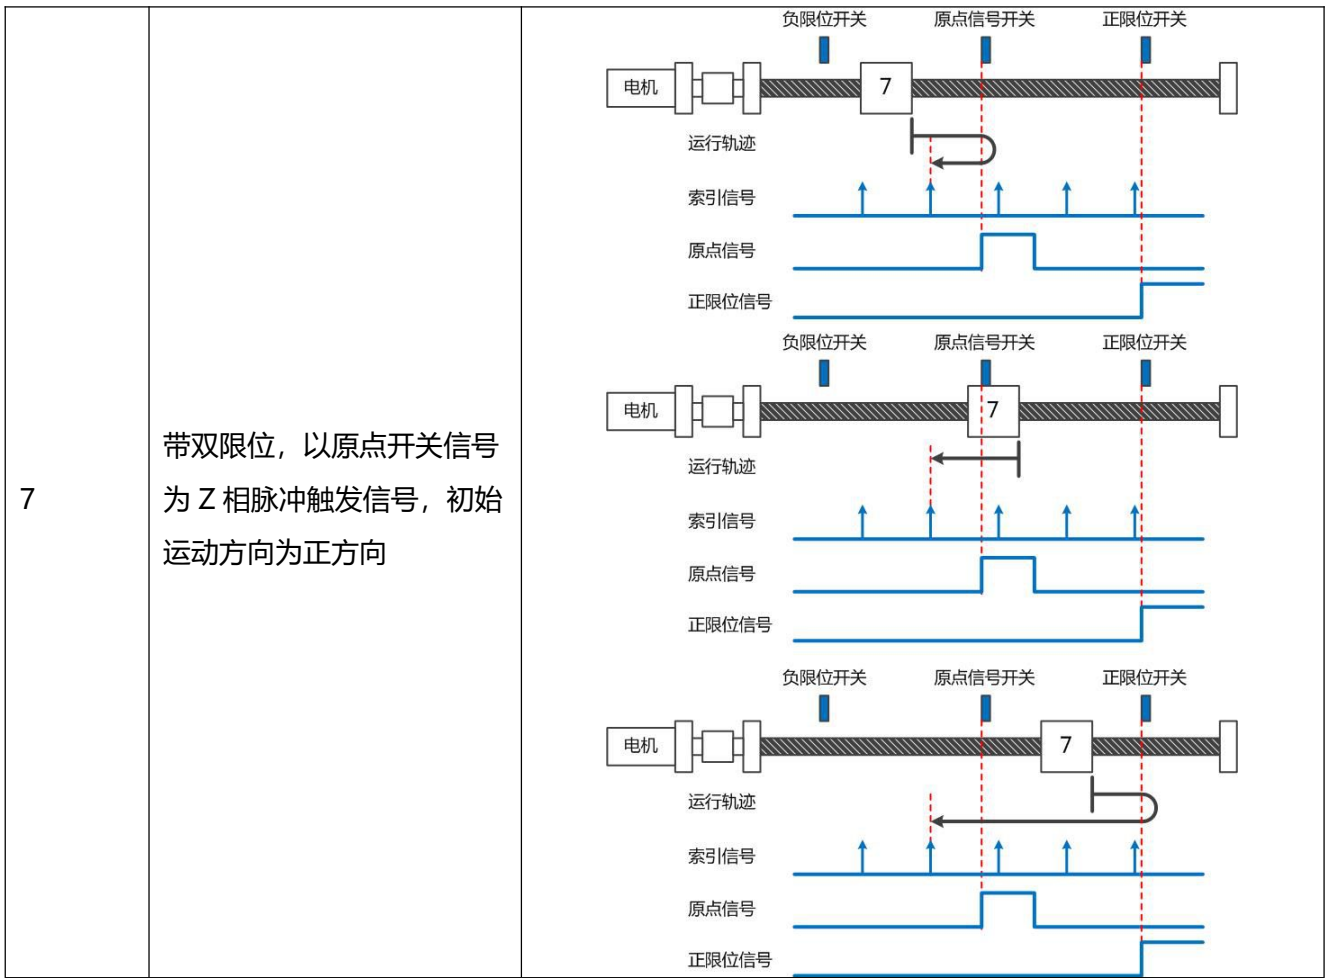 7
带双限位，以原点开关信号
为 Z 相脉冲触发信号，初始
运动方向为正方向
负限位开关 原点信号开关 正限位开关
电机 7
运行轨迹
索引信号
原点信号
正限位信号
负限位开关 原点信号开关 正限位开关
电机 7
运行轨迹
索引信号
原点信号
正限位信号
负限位开关 原点信号开关 正限位开关
电机 7
运行轨迹
索引信号
原点信号
正限位信号